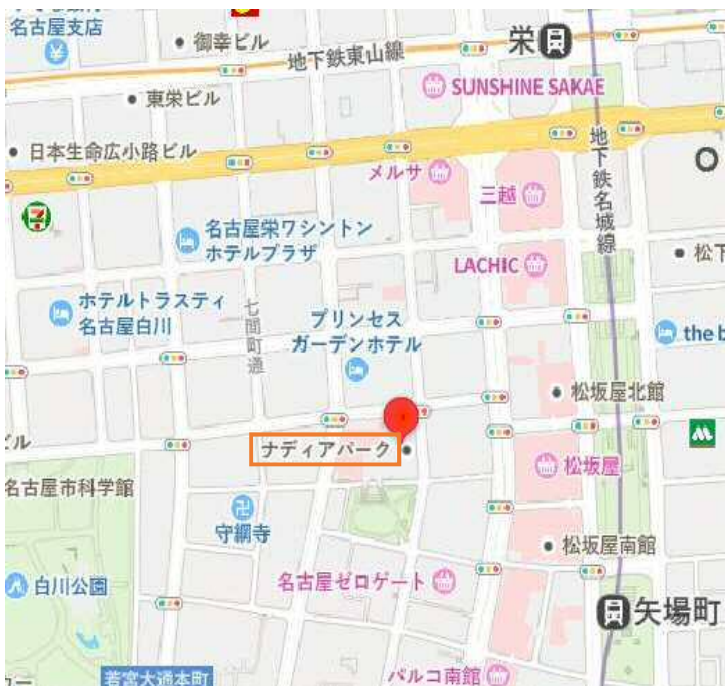 名古屋支店
御幸ビル
地下鉄東山線
栄
東栄ビル
SUNSHINE SAKAE
日本生命広小路ビル
メルサ
三越
地下鉄名城線
名古屋栄ワシントン
ホテルプラザ
LACHIC
松下
ホテルトラスティ
名古屋白川
七間町通
プリンセス
ガーデンホテル
the b
松坂屋北館
ビル
ナディアパーク
松坂屋
名古屋市科学館
守綱寺
松坂屋南館
白川公園
名古屋ゼロゲート
矢場町
若宮大通本町
パルコ南館